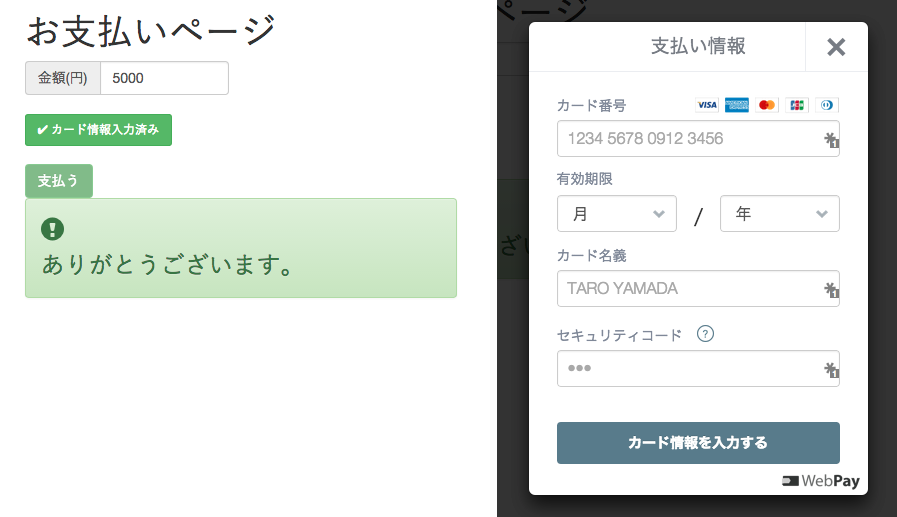 お支払いページ
金額(円) 5000
✔ カード情報入力済み
支払う
ありがとうございます。
ページ
ざい
支払い情報 ✕
カード番号 VISA
1234 5678 0912 3456
有効期限
月 / 年
カード名義
TARO YAMADA
セキュリティコード ?
●●●
カード情報を入力する
WebPay